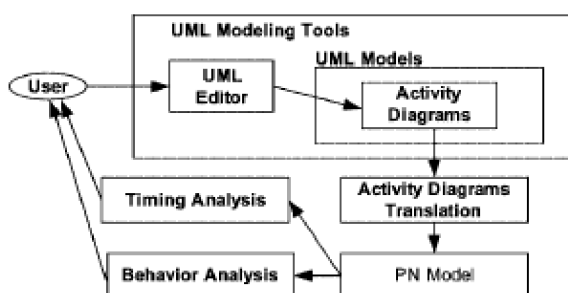 UML Modeling Tools
UML Models
User
UML
Editor
Activity
Diagrams
Timing Analysis
Activity Diagrams
Translation
Behavior Analysis
PN Model